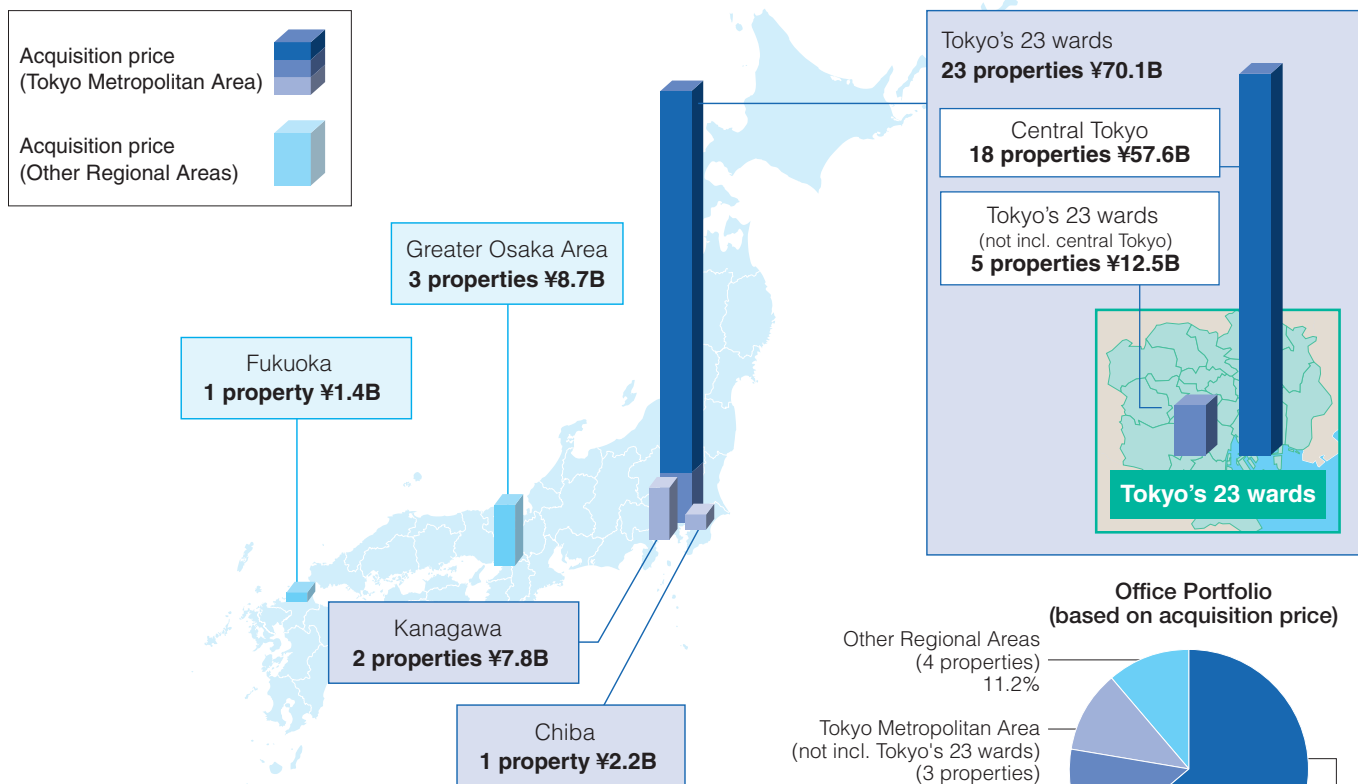 Acquisition price
(Tokyo Metropolitan Area)
Acquisition price
(Other Regional Areas)
Tokyo’s 23 wards
23 properties ¥70.1B
Central Tokyo
18 properties ¥57.6B
Tokyo’s 23 wards
(not incl. central Tokyo)
5 properties ¥12.5B
Tokyo’s 23 wards
Greater Osaka Area
3 properties ¥8.7B
Fukuoka
1 property ¥1.4B
Kanagawa
2 properties ¥7.8B
Chiba
1 property ¥2.2B
Office Portfolio
(based on acquisition price)
Other Regional Areas
(4 properties)
11.2%
Tokyo Metropolitan Area
(not incl. Tokyo's 23 wards)
(3 properties)